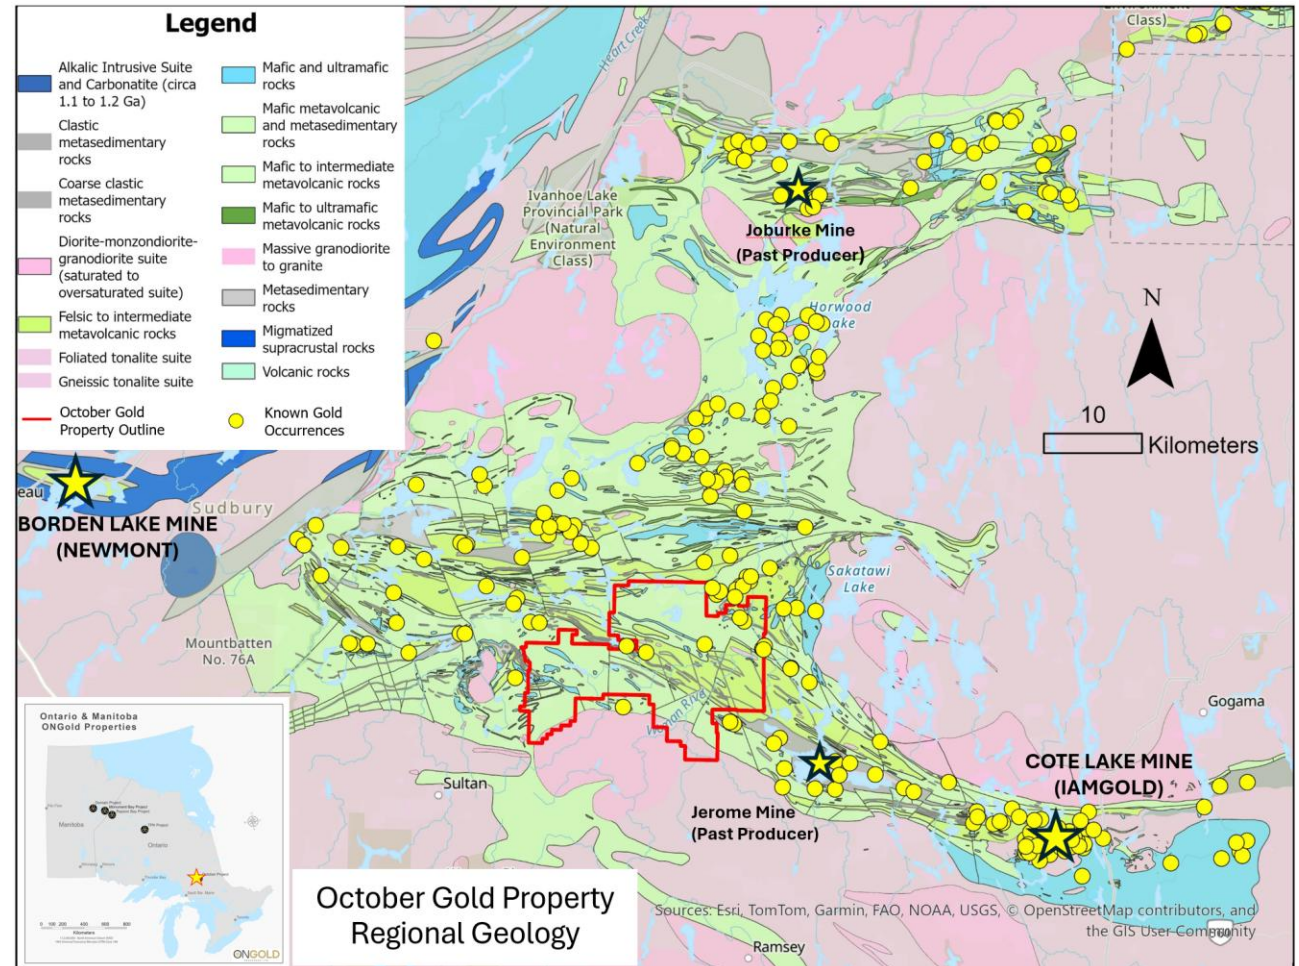 Legend
Alkalic Intrusive Suite
and Carbonatite (circa
1.1 to 1.2 Ga)
Clastic
metasedimentary
rocks
Coarse clastic
metasedimentary
rocks
Diorite-monzondiorite-
granodiorite suite
(saturated to
oversaturated suite)
Felsic to intermediate
metavolcanic rocks
Foliated tonalite suite
Gneissic tonalite suite
October Gold
Property Outline
Mafic and ultramafic
rocks
Mafic metavolcanic
and metasedimentary
rocks
Mafic to intermediate
metavolcanic rocks
Mafic to ultramafic
metavolcanic rocks
Massive granodiorite
to granite
Metasedimentary
rocks
Migmatized
supracrustal rocks
Volcanic rocks
Known Gold
Occurrences
Heart Creek
Class)
Ivanhoe Lake
Provincial Park
(Natural
Environment
Class)
Joburke Mine
(Past Producer)
Horwood
Lake
N
10
Kilometers
eau
Sudbury
BORDEN LAKE MINE
(NEWMONT)
Sakatawi
Lake
Mountbatten
No. 76A
Woman River
Gogama
COTE LAKE MINE
(IAMGOLD)
Sultan
Jerome Mine
(Past Producer)
Ontario & Manitoba
ONGold Properties
Manitoba
Ontario
ONGOLD
October Gold Property
Regional Geology
Sources: Esri, TomTom, Garmin, FAO, NOAA, USGS, © OpenStreetMap contributors, and
the GIS User Community
Ramsey